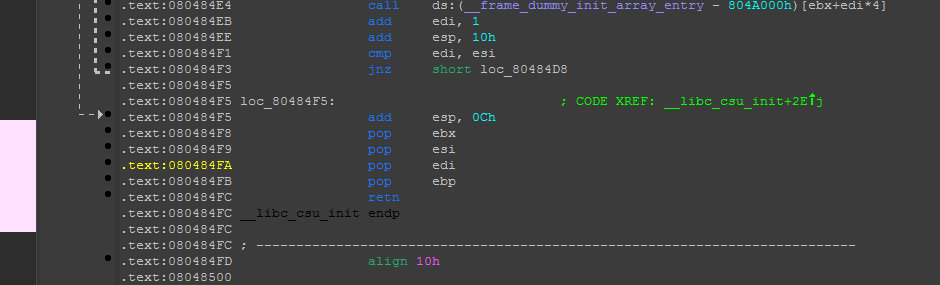 .text:080484E4 call ds:(__frame_dummy_init_array_entry - 804A000h)[ebx+edi*4]
.text:080484EB add edi, 1
.text:080484EE add esp, 10h
.text:080484F1 cmp edi, esi
.text:080484F3 jnz short loc_80484D8
.text:080484F5
.text:080484F5 loc_80484F5: ; CODE XREF: __libc_csu_init+2E↑j
.text:080484F5 add esp, 0Ch
.text:080484F8 pop ebx
.text:080484F9 pop esi
.text:080484FA pop edi
.text:080484FB pop ebp
.text:080484FC retn
.text:080484FC __libc_csu_init endp
.text:080484FC
.text:080484FC ; ---------------------------------------------------------------------------
.text:080484FD align 10h
.text:08048500